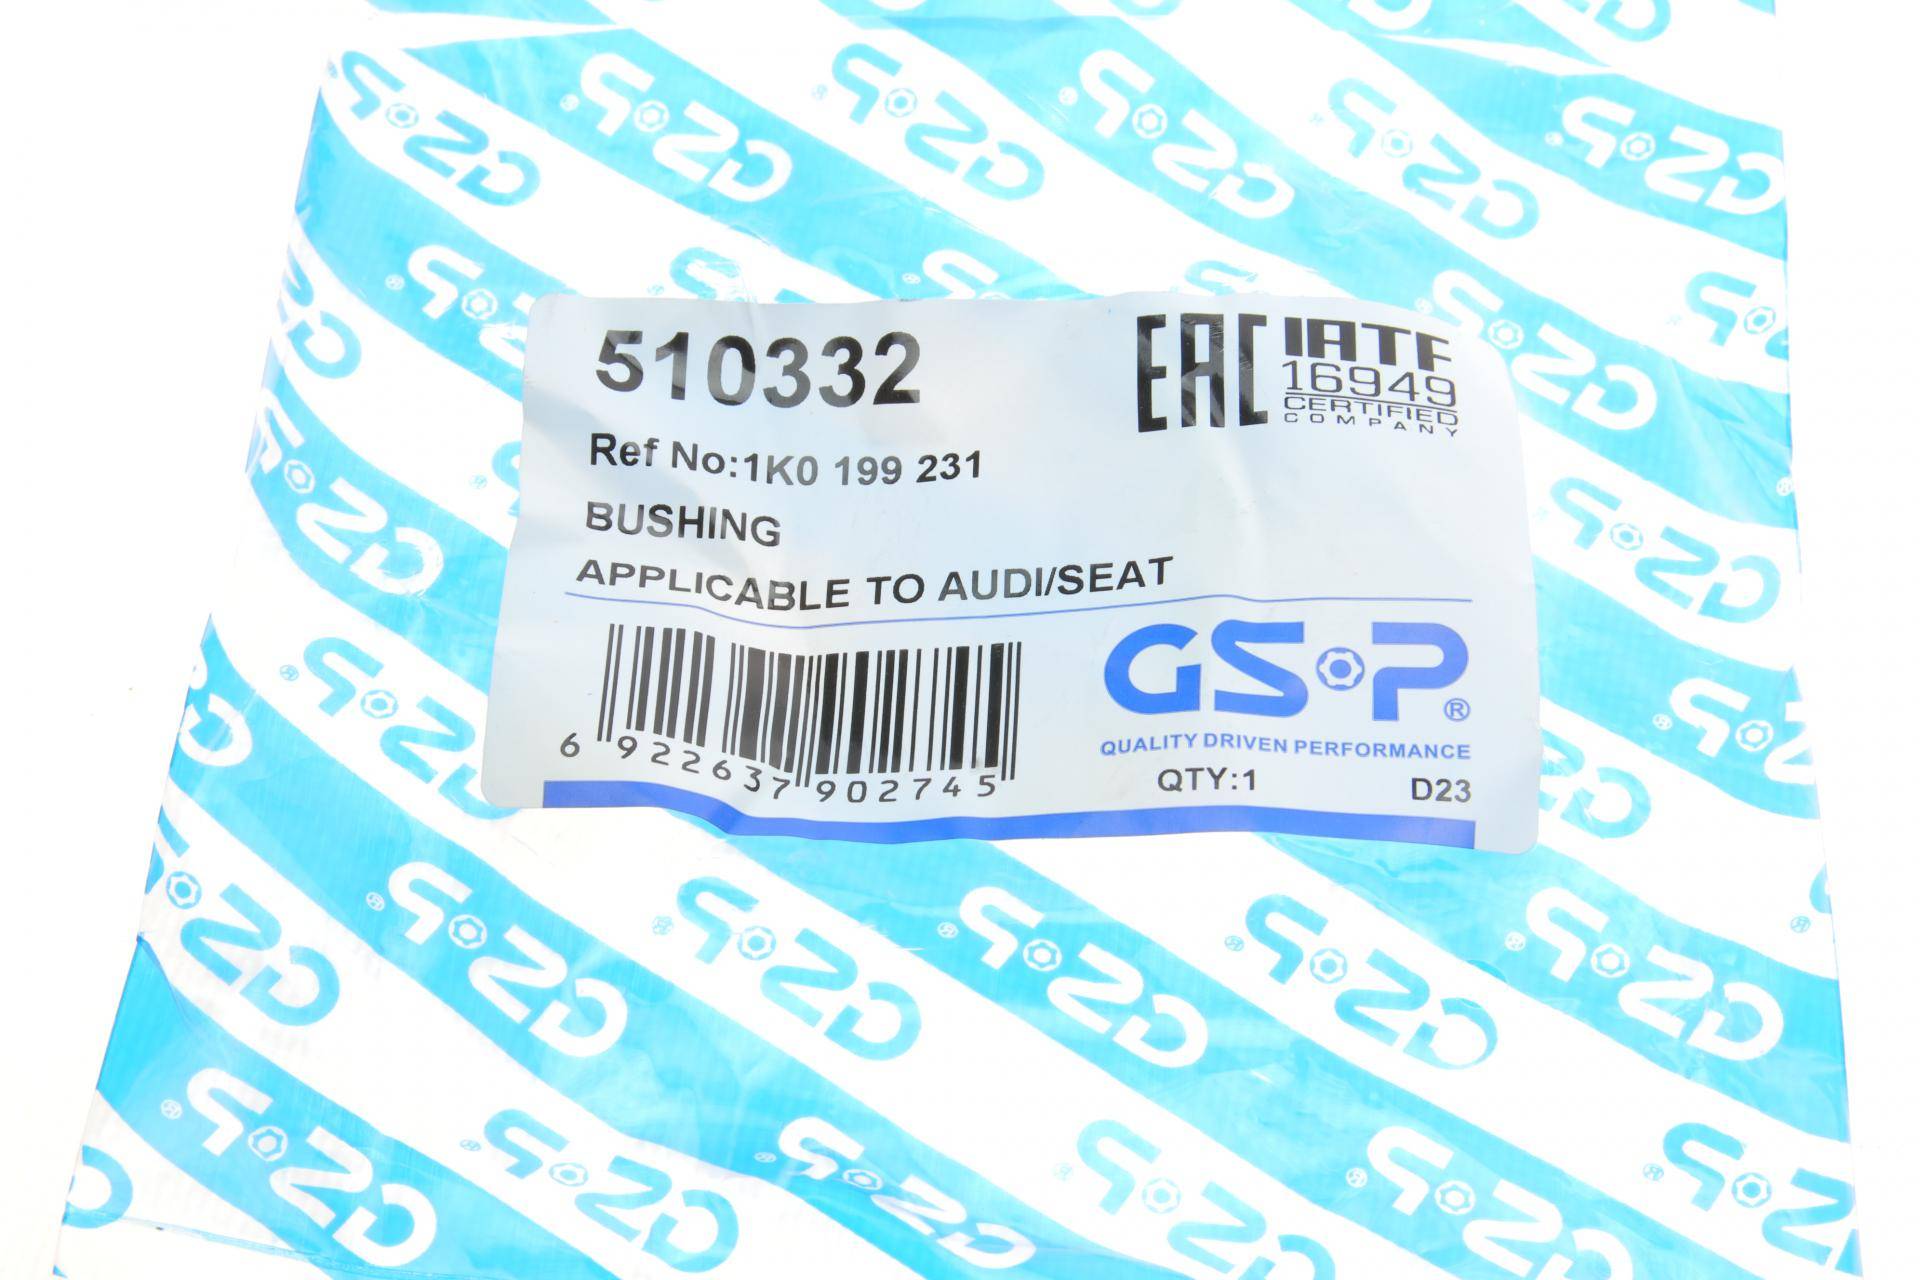 510332
EAC
IATF
16949
CERTIFIED
COMPANY
Ref No:1K0 199 231
BUSHING
APPLICABLE TO AUDI/SEAT
6 922637 902745
GS·P®
QUALITY DRIVEN PERFORMANCE
QTY:1 D23